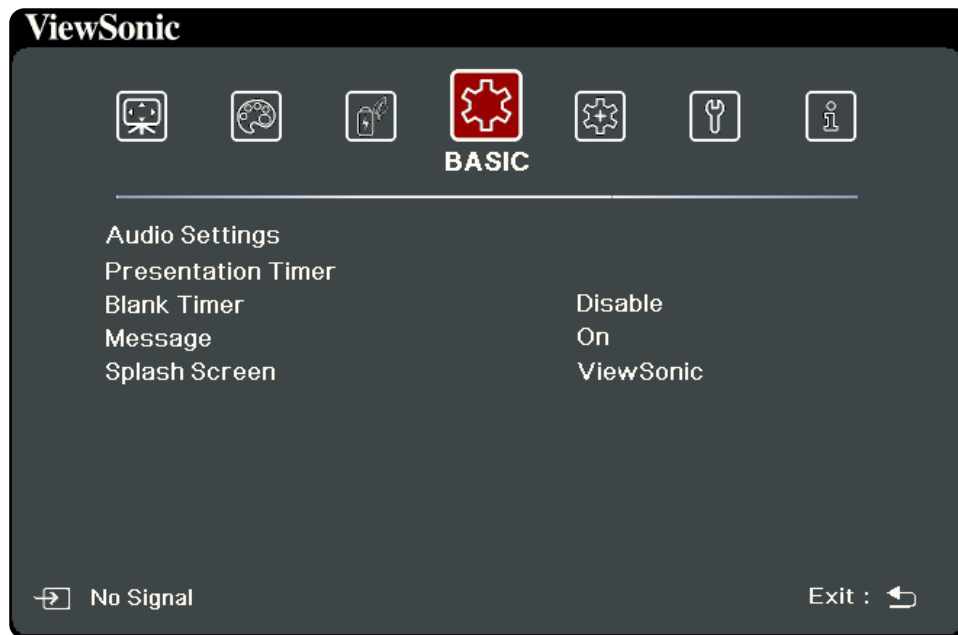 ViewSonic
BASIC
Audio Settings
Presentation Timer
Blank Timer Disable
Message On
Splash Screen ViewSonic
No Signal Exit :